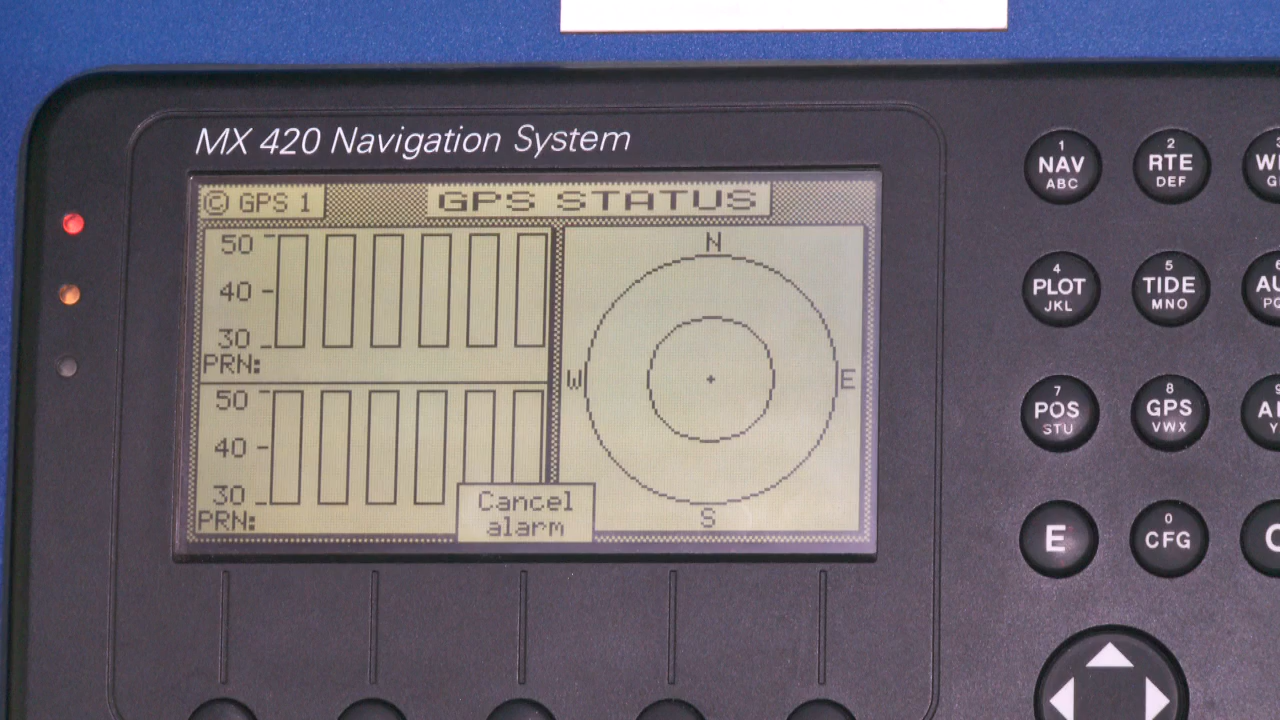 MX 420 Navigation System
© GPS 1
GPS STATUS
50
40
30
PRN:
50
40
30
PRN:
Cancel
alarm
N
W
E
S
1
NAV
ABC
2
RTE
DEF
4
PLOT
JKL
5
TIDE
MNO
7
POS
STU
8
GPS
VWX
E
0
CFG